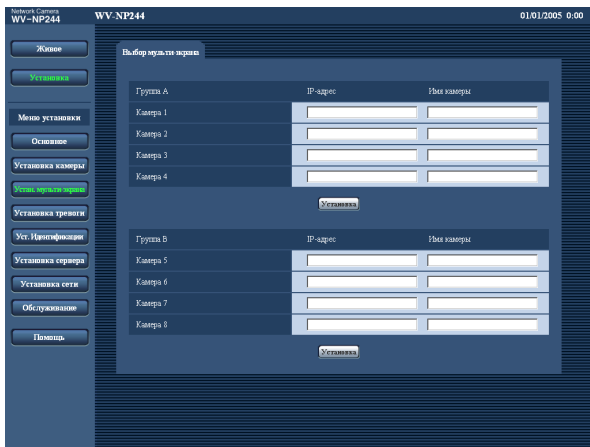 Network Camera
WV-NP244
WV-NP244
01/01/2005 0:00
Живое
Установка
Меню установки
Основное
Установка камеры
Устан. мульти-экрана
Установка тревоги
Уст. Идентификации
Установка сервера
Установка сети
Обслуживание
Помощь
Выбор мульти-экрана
Группа A IP-адрес Имя камеры
Камера 1
Камера 2
Камера 3
Камера 4
Установка
Группа B IP-адрес Имя камеры
Камера 5
Камера 6
Камера 7
Камера 8
Установка